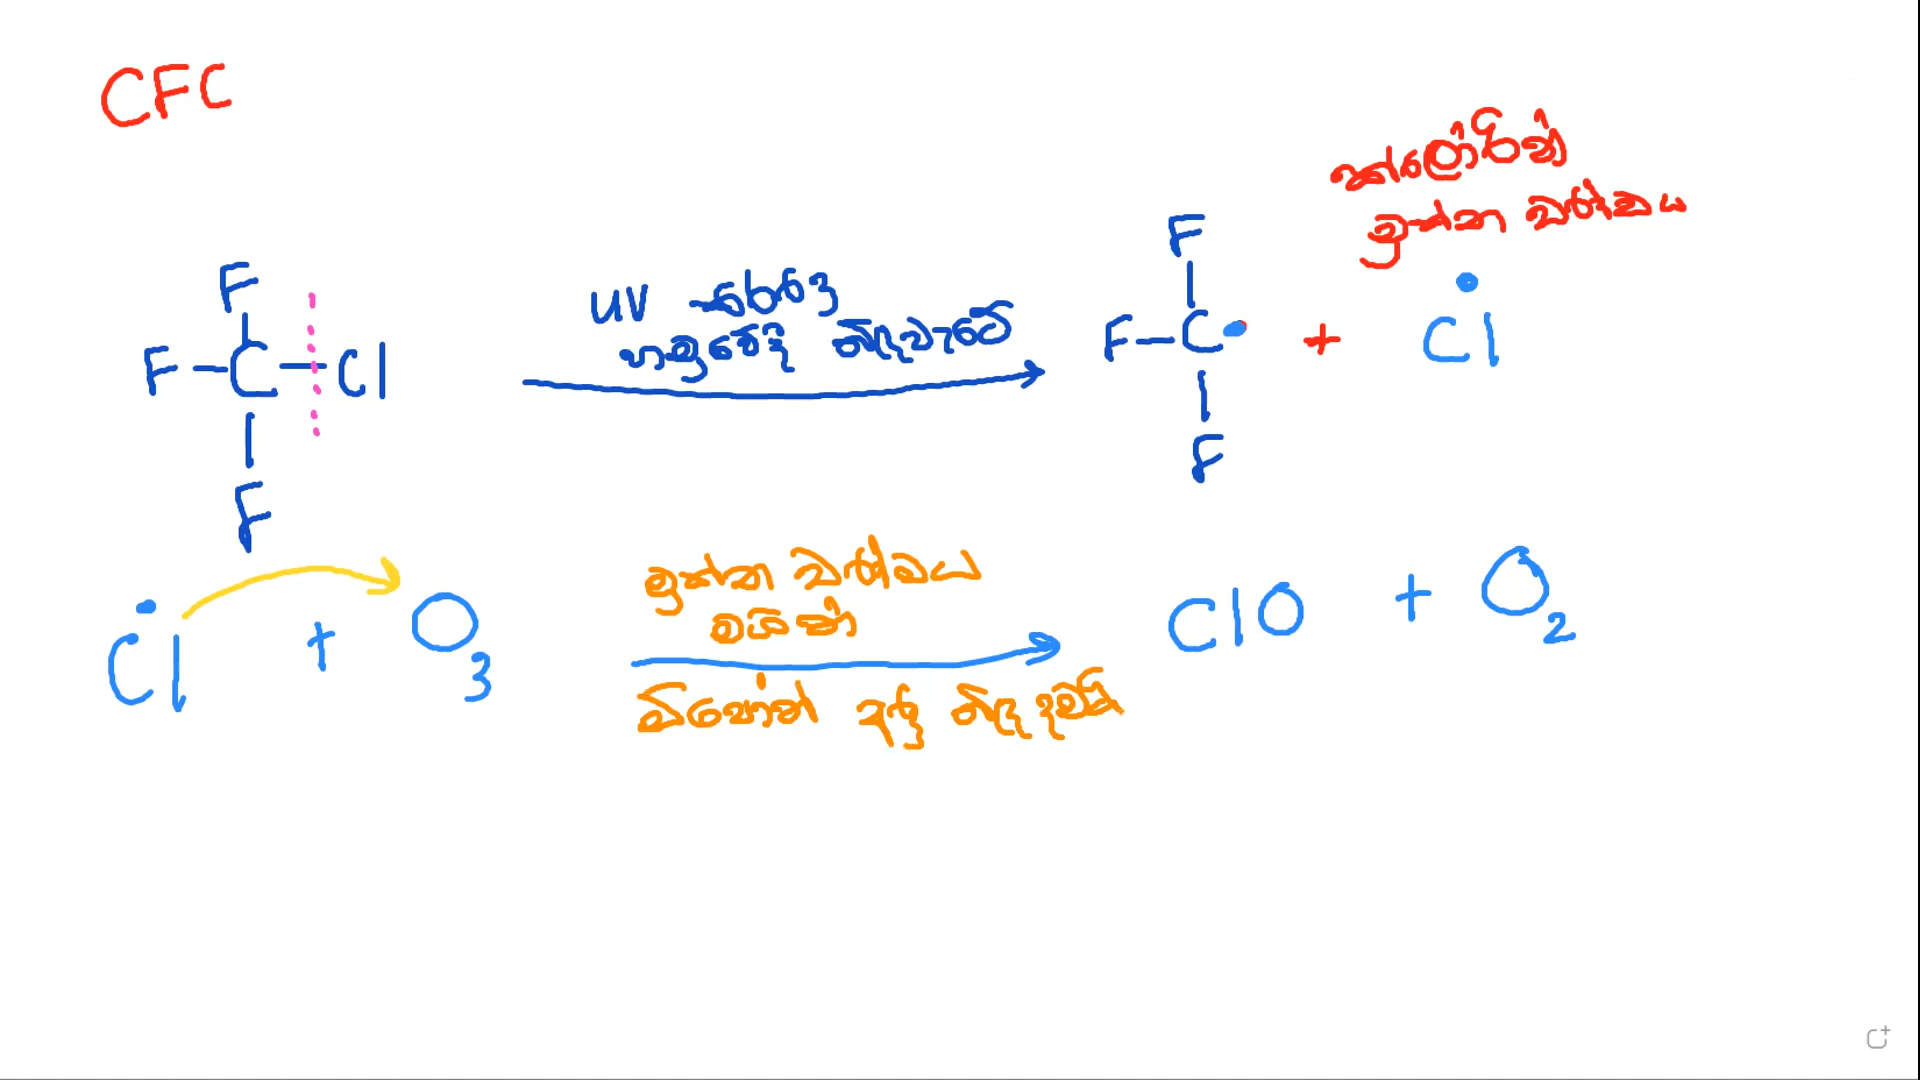 CFC
ක්ලෝරීන්
මුක්ත ඛණ්ඩය
F
F
UV කිරණ
හමුවේදී බිඳවැටේ
F – C – Cl
F – C • + Cl
F
F
මුක්ත ඛණ්ඩය
මගින්
Cl + O3
ClO + O2
ඕසෝන් අණු බිඳ දමයි